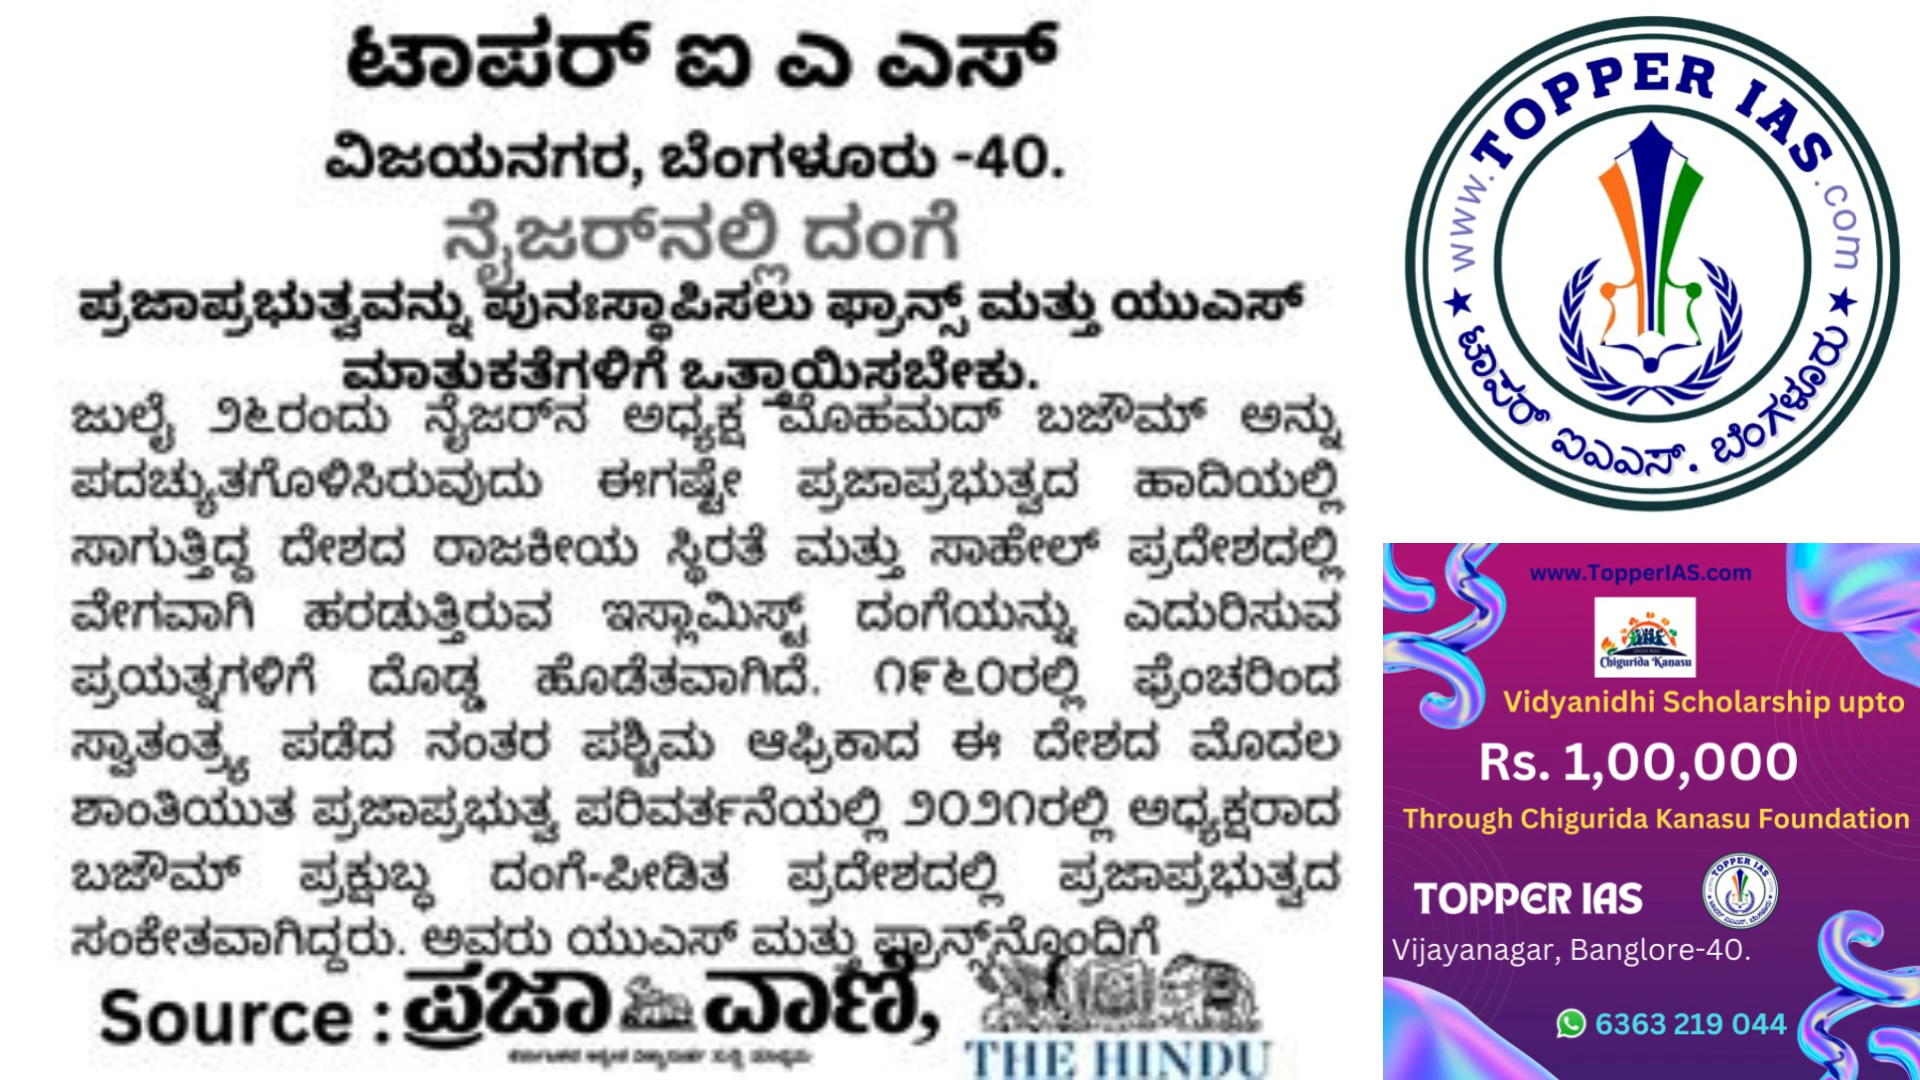 ಟಾಪರ್ ಐ ಎ ಎಸ್
ವಿಜಯನಗರ, ಬೆಂಗಳೂರು -40.
ನೈಜರ್‌ನಲ್ಲಿ ದಂಗೆ
ಪ್ರಜಾಪ್ರಭುತ್ವವನ್ನು ಪುನಃಸ್ಥಾಪಿಸಲು ಫ್ರಾನ್ಸ್ ಮತ್ತು ಯುಎಸ್
ಮಾತುಕತೆಗಳಿಗೆ ಒತ್ತಾಯಿಸಬೇಕು.
ಜುಲೈ ೨೬ರಂದು ನೈಜರ್‌ನ ಅಧ್ಯಕ್ಷ ಮೊಹಮದ್ ಬಜೌಮ್ ಅನ್ನು
ಪದಚ್ಯುತಗೊಳಿಸಿರುವುದು ಈಗಷ್ಟೇ ಪ್ರಜಾಪ್ರಭುತ್ವದ ಹಾದಿಯಲ್ಲಿ
ಸಾಗುತ್ತಿದ್ದ ದೇಶದ ರಾಜಕೀಯ ಸ್ಥಿರತೆ ಮತ್ತು ಸಾಹೇಲ್ ಪ್ರದೇಶದಲ್ಲಿ
ವೇಗವಾಗಿ ಹರಡುತ್ತಿರುವ ಇಸ್ಲಾಮಿಸ್ಟ್ ದಂಗೆಯನ್ನು ಎದುರಿಸುವ
ಪ್ರಯತ್ನಗಳಿಗೆ ದೊಡ್ಡ ಹೊಡೆತವಾಗಿದೆ. ೧೯೬೦ರಲ್ಲಿ ಫ್ರೆಂಚರಿಂದ
ಸ್ವಾತಂತ್ರ್ಯ ಪಡೆದ ನಂತರ ಪಶ್ಚಿಮ ಆಫ್ರಿಕಾದ ಈ ದೇಶದ ಮೊದಲ
ಶಾಂತಿಯುತ ಪ್ರಜಾಪ್ರಭುತ್ವ ಪರಿವರ್ತನೆಯಲ್ಲಿ ೨೦೨೧ರಲ್ಲಿ ಅಧ್ಯಕ್ಷರಾದ
ಬಜೌಮ್ ಪ್ರಕ್ಷುಬ್ಧ ದಂಗೆ-ಪೀಡಿತ ಪ್ರದೇಶದಲ್ಲಿ ಪ್ರಜಾಪ್ರಭುತ್ವದ
ಸಂಕೇತವಾಗಿದ್ದರು. ಅವರು ಯುಎಸ್ ಮತ್ತು ಫ್ರಾನ್ಸ್‌ನ್ನೊಂದಿಗೆ
Source : ಪ್ರಜಾ ವಾಣಿ,
THE HINDU
www.TOPPER IAS.com
ಟಾಪರ್ ಐಎಎಸ್. ಬೆಂಗಳೂರು
www.TopperIAS.com
Chigurida Kanasu
Vidyanidhi Scholarship upto
Rs. 1,00,000
Through Chigurida Kanasu Foundation
TOPPER IAS
TOPPER IAS
Vijayanagar, Banglore-40.
6363 219 044